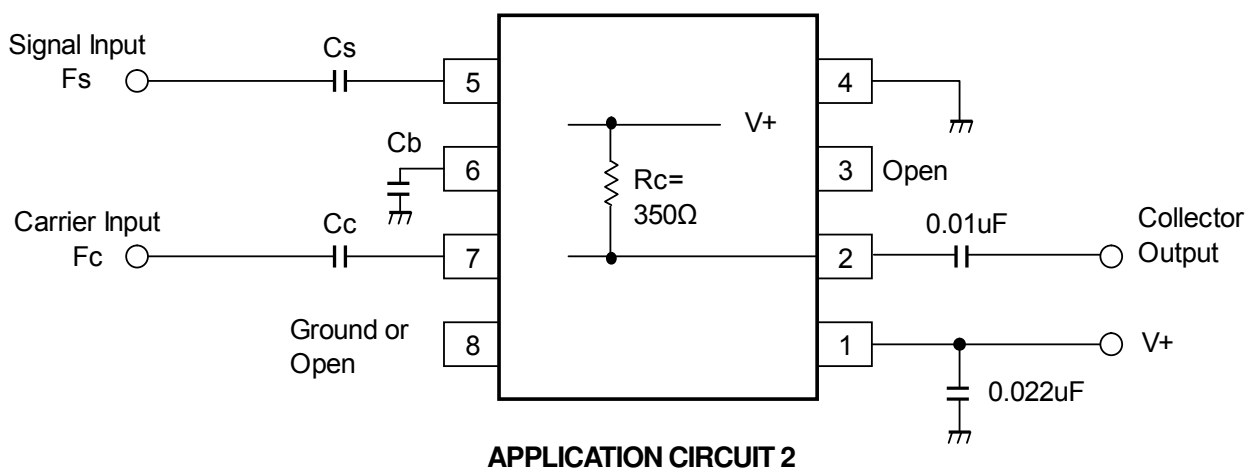 Signal Input
Fs
Cs
5
4
V+
Cb
6
3
Open
Rc=
350Ω
Carrier Input
Fc
Cc
7
2
0.01uF
Collector
Output
Ground or
Open
8
1
V+
0.022uF
APPLICATION CIRCUIT 2